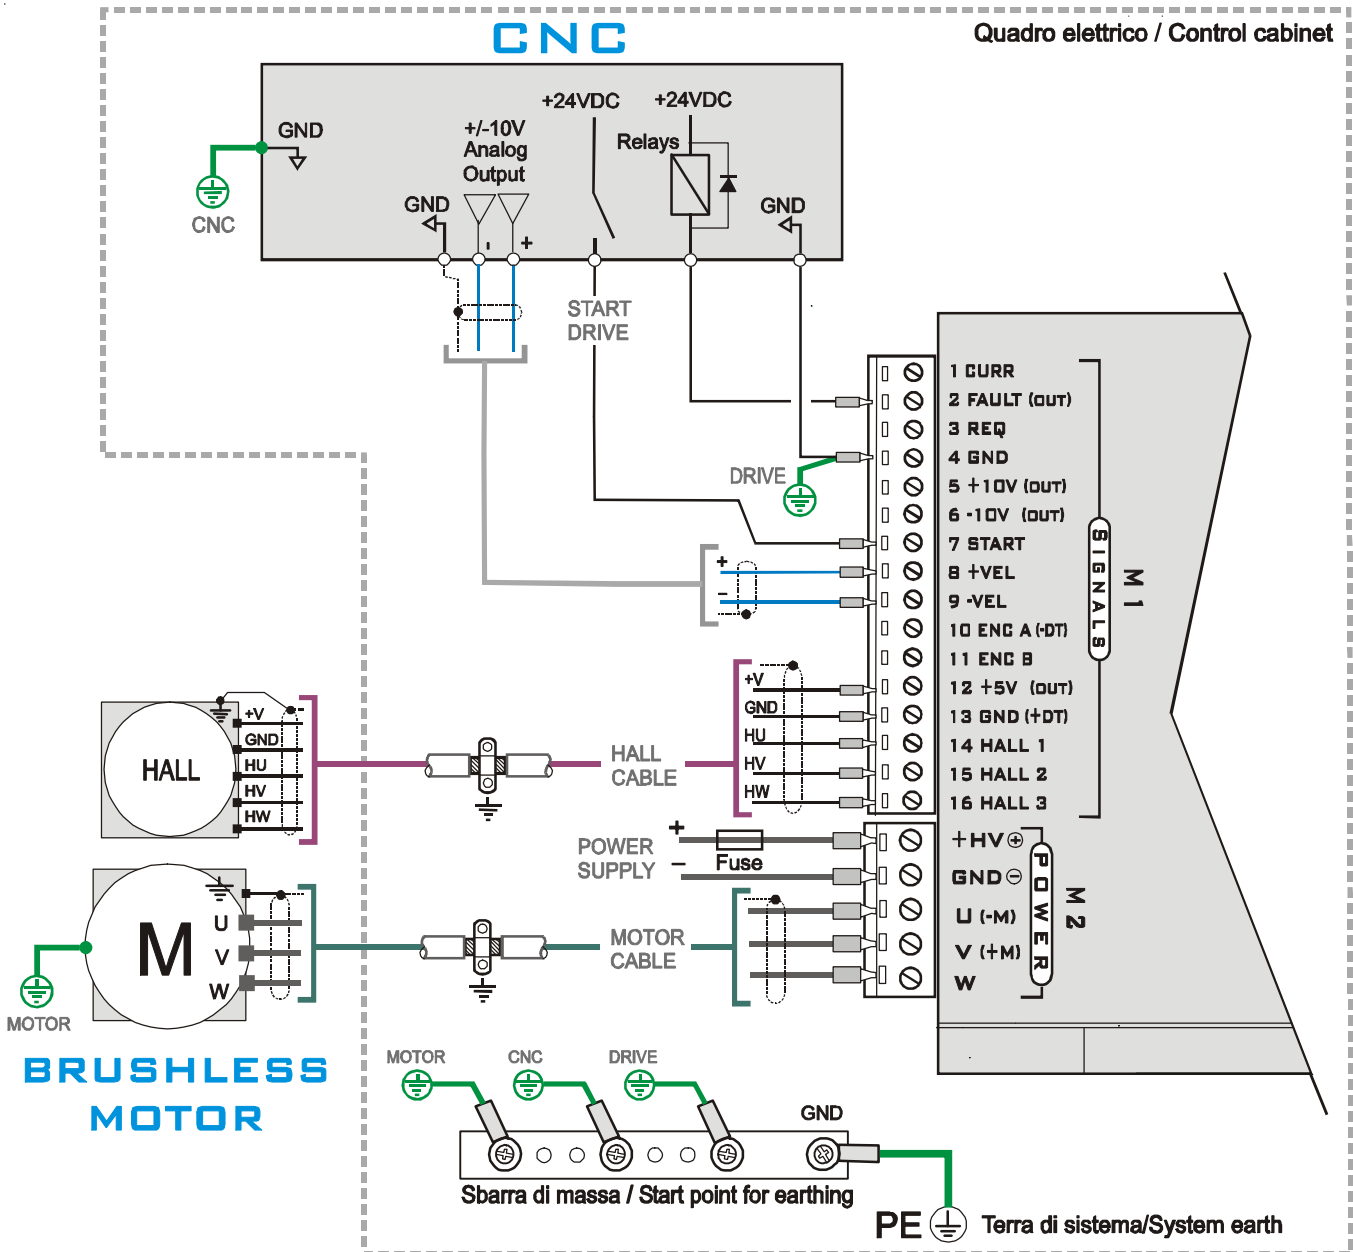 CNC
Quadro elettrico / Control cabinet
+24VDC
+24VDC
GND
+/-10V
Analog
Output
Relays
GND
GND
CNC
-
+
START
DRIVE
1 CURR
2 FAULT (OUT)
3 REQ
4 GND
5 +10V (OUT)
6 -10V (OUT)
7 START
8 +VEL
9 -VEL
10 ENC A (-DT)
11 ENC B
12 +5V (OUT)
13 GND (+DT)
14 HALL 1
15 HALL 2
16 HALL 3
SIGNALS
M 1
DRIVE
+
-
+V
GND
HU
HV
HW
HALL
+V
GND
HU
HV
HW
HALL
CABLE
POWER
SUPPLY
+
-
Fuse
+HV
GND
U (-M)
V (+M)
W
POWER
M 2
M
U
V
W
MOTOR
MOTOR
CABLE
BRUSHLESS
MOTOR
MOTOR
CNC
DRIVE
GND
Sbarra di massa / Start point for earthing
PE
Terra di sistema/System earth